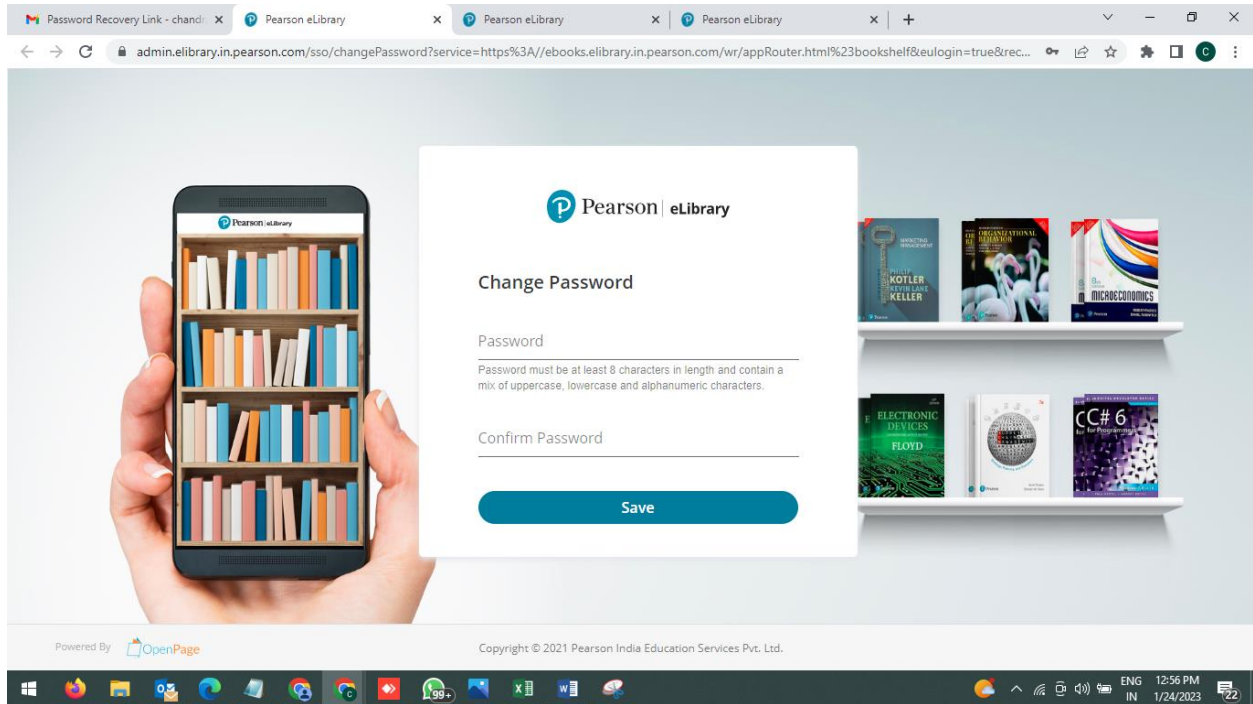 Password Recovery Link - chandr
Pearson eLibrary
Pearson eLibrary
Pearson eLibrary
admin.elibrary.in.pearson.com/sso/changePassword?service=https%3A//ebooks.elibrary.in.pearson.com/wr/appRouter.html%23bookshelf&eulogin=true&rec...
C
Pearson eLibrary
Pearson | eLibrary
Change Password
Password
Password must be at least 8 characters in length and contain a
mix of uppercase, lowercase and alphanumeric characters.
Confirm Password
Save
MARKETING
MANAGEMENT
PHILIP
KOTLER
KEVIN LANE
KELLER
ORGANIZATIONAL
BEHAVIOR
MICROECONOMICS
ELECTRONIC
DEVICES
FLOYD
C# 6
for Programmers
Powered By OpenPage
Copyright © 2021 Pearson India Education Services Pvt. Ltd.
99+
ENG
IN
12:56 PM
1/24/2023
22